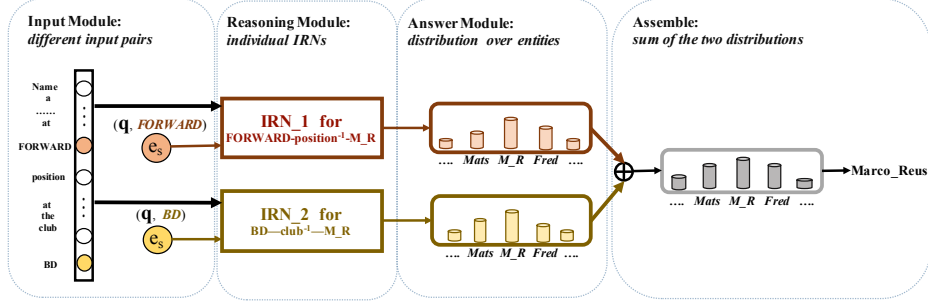 Input Module:
different input pairs
Name
a
......
at
FORWARD
position
at
the
club
BD
(q, FORWARD)
e_s
(q, BD)
e_s
Reasoning Module:
individual IRNs
IRN_1 for
FORWARD-position⁻¹-M_R
IRN_2 for
BD—club⁻¹—M_R
Answer Module:
distribution over entities
.... Mats M_R Fred ....
.... Mats M_R Fred ....
Assemble:
sum of the two distributions
.... Mats M_R Fred ....
Marco_Reus